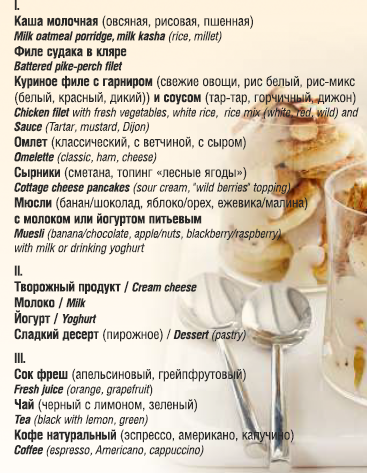 I.
Каша молочная (овсяная, рисовая, пшенная)
Milk oatmeal porridge, milk kasha (rice, millet)
Филе судака в кляре
Battered pike-perch filet
Куриное филе с гарниром (свежие овощи, рис белый, рис-микс
(белый, красный, дикий)) и соусом (тар-тар, горчичный, дижон)
Chicken filet with fresh vegetables, white rice, rice mix (white, red, wild) and
Sauce (Tartar, mustard, Dijon)
Омлет (классический, с ветчиной, с сыром)
Omelette (classic, ham, cheese)
Сырники (сметана, топинг «лесные ягоды»)
Cottage cheese pancakes (sour cream, "wild berries" topping)
Мюсли (банан/шоколад, яблоко/орех, ежевика/малина)
с молоком или йогуртом питьевым
Muesli (banana/chocolate, apple/nuts, blackberry/raspberry)
with milk or drinking yoghurt
II.
Творожный продукт / Cream cheese
Молоко / Milk
Йогурт / Yoghurt
Сладкий десерт (пирожное) / Dessert (pastry)
III.
Сок фреш (апельсиновый, грейпфрутовый)
Fresh juice (orange, grapefruit)
Чай (черный с лимоном, зеленый)
Tea (black with lemon, green)
Кофе натуральный (эспрессо, американо, капучино)
Coffee (espresso, Americano, cappuccino)